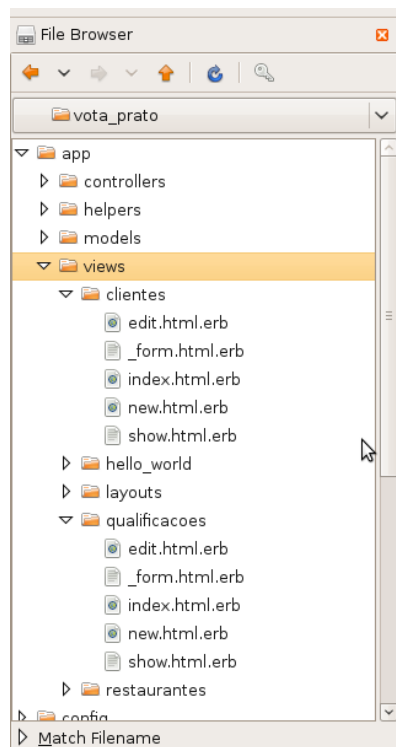 File Browser
vota_prato
app
controllers
helpers
models
views
clientes
edit.html.erb
_form.html.erb
index.html.erb
new.html.erb
show.html.erb
hello_world
layouts
qualificacoes
edit.html.erb
_form.html.erb
index.html.erb
new.html.erb
show.html.erb
restaurantes
config
Match Filename